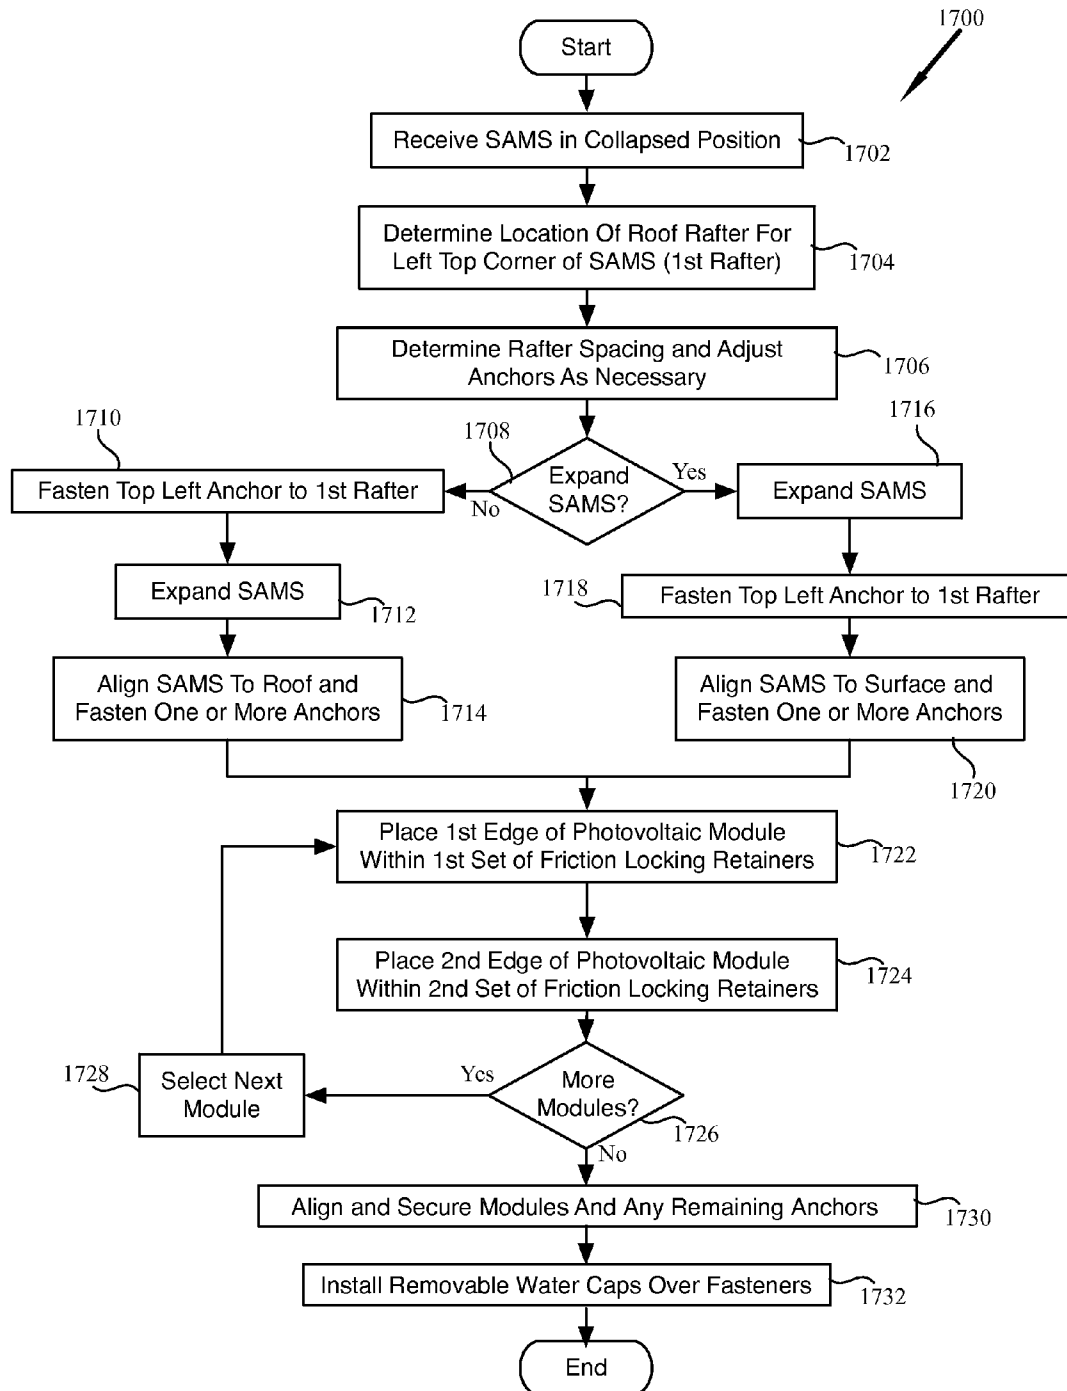 1700
Start
Receive SAMS in Collapsed Position
1702
Determine Location Of Roof Rafter For
Left Top Corner of SAMS (1st Rafter)
1704
Determine Rafter Spacing and Adjust
Anchors As Necessary
1706
1708
Expand
SAMS?
No
Yes
1710
Fasten Top Left Anchor to 1st Rafter
1716
Expand SAMS
Expand SAMS
1712
1718
Fasten Top Left Anchor to 1st Rafter
Align SAMS To Roof and
Fasten One or More Anchors
1714
Align SAMS To Surface and
Fasten One or More Anchors
1720
Place 1st Edge of Photovoltaic Module
Within 1st Set of Friction Locking Retainers
1722
Place 2nd Edge of Photovoltaic Module
Within 2nd Set of Friction Locking Retainers
1724
More
Modules?
1726
Yes
No
1728
Select Next
Module
Align and Secure Modules And Any Remaining Anchors
1730
Install Removable Water Caps Over Fasteners
1732
End